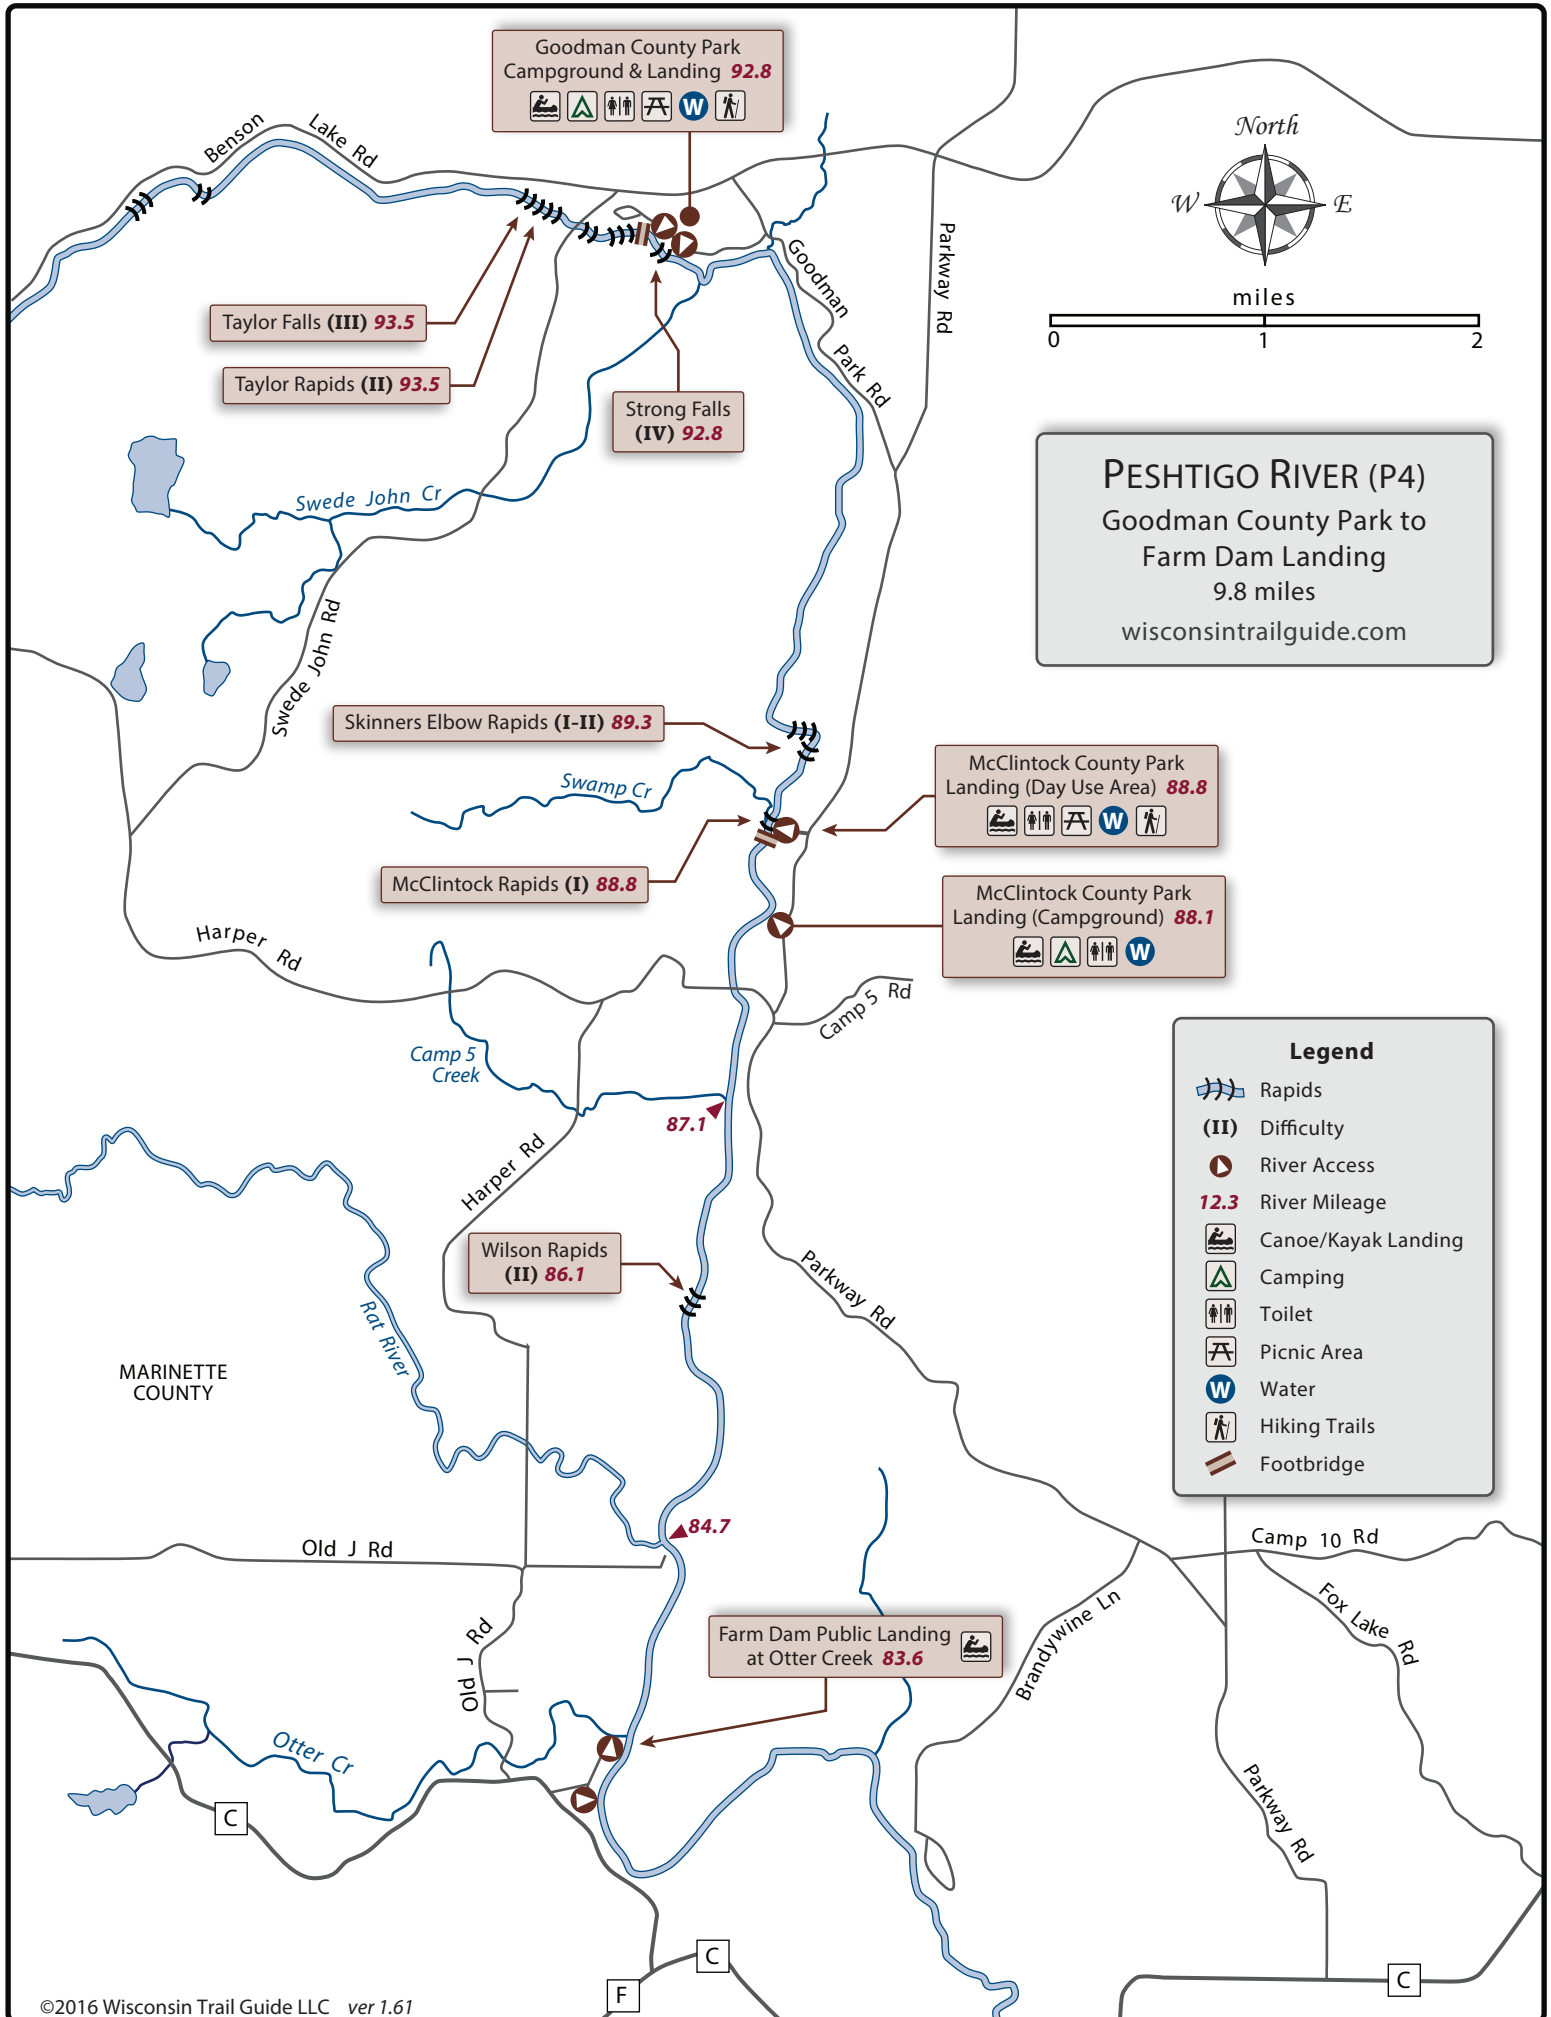 Goodman County Park
Campground & Landing 92.8
W
Benson
Lake Rd
North
W
E
miles
0
1
2
Goodman
Park Rd
Parkway Rd
Taylor Falls (III) 93.5
Taylor Rapids (II) 93.5
Strong Falls
(IV) 92.8
PESHTIGO RIVER (P4)
Goodman County Park to
Farm Dam Landing
9.8 miles
wisconsintrailguide.com
Swede John Cr
Swede John Rd
Skinners Elbow Rapids (I-II) 89.3
Swamp Cr
McClintock County Park
Landing (Day Use Area) 88.8
W
McClintock Rapids (I) 88.8
McClintock County Park
Landing (Campground) 88.1
W
Harper Rd
Camp 5 Rd
Camp 5
Creek
87.1
Harper Rd
Legend
Rapids
(II) Difficulty
River Access
12.3 River Mileage
Canoe/Kayak Landing
Camping
Toilet
Picnic Area
W Water
Hiking Trails
Footbridge
Wilson Rapids
(II) 86.1
Parkway Rd
Rat River
MARINETTE
COUNTY
84.7
Old J Rd
Camp 10 Rd
Fox Lake Rd
Brandywine Ln
Old J Rd
Farm Dam Public Landing
at Otter Creek 83.6
Otter Cr
Parkway Rd
C
C
F
C
©2016 Wisconsin Trail Guide LLC ver 1.61